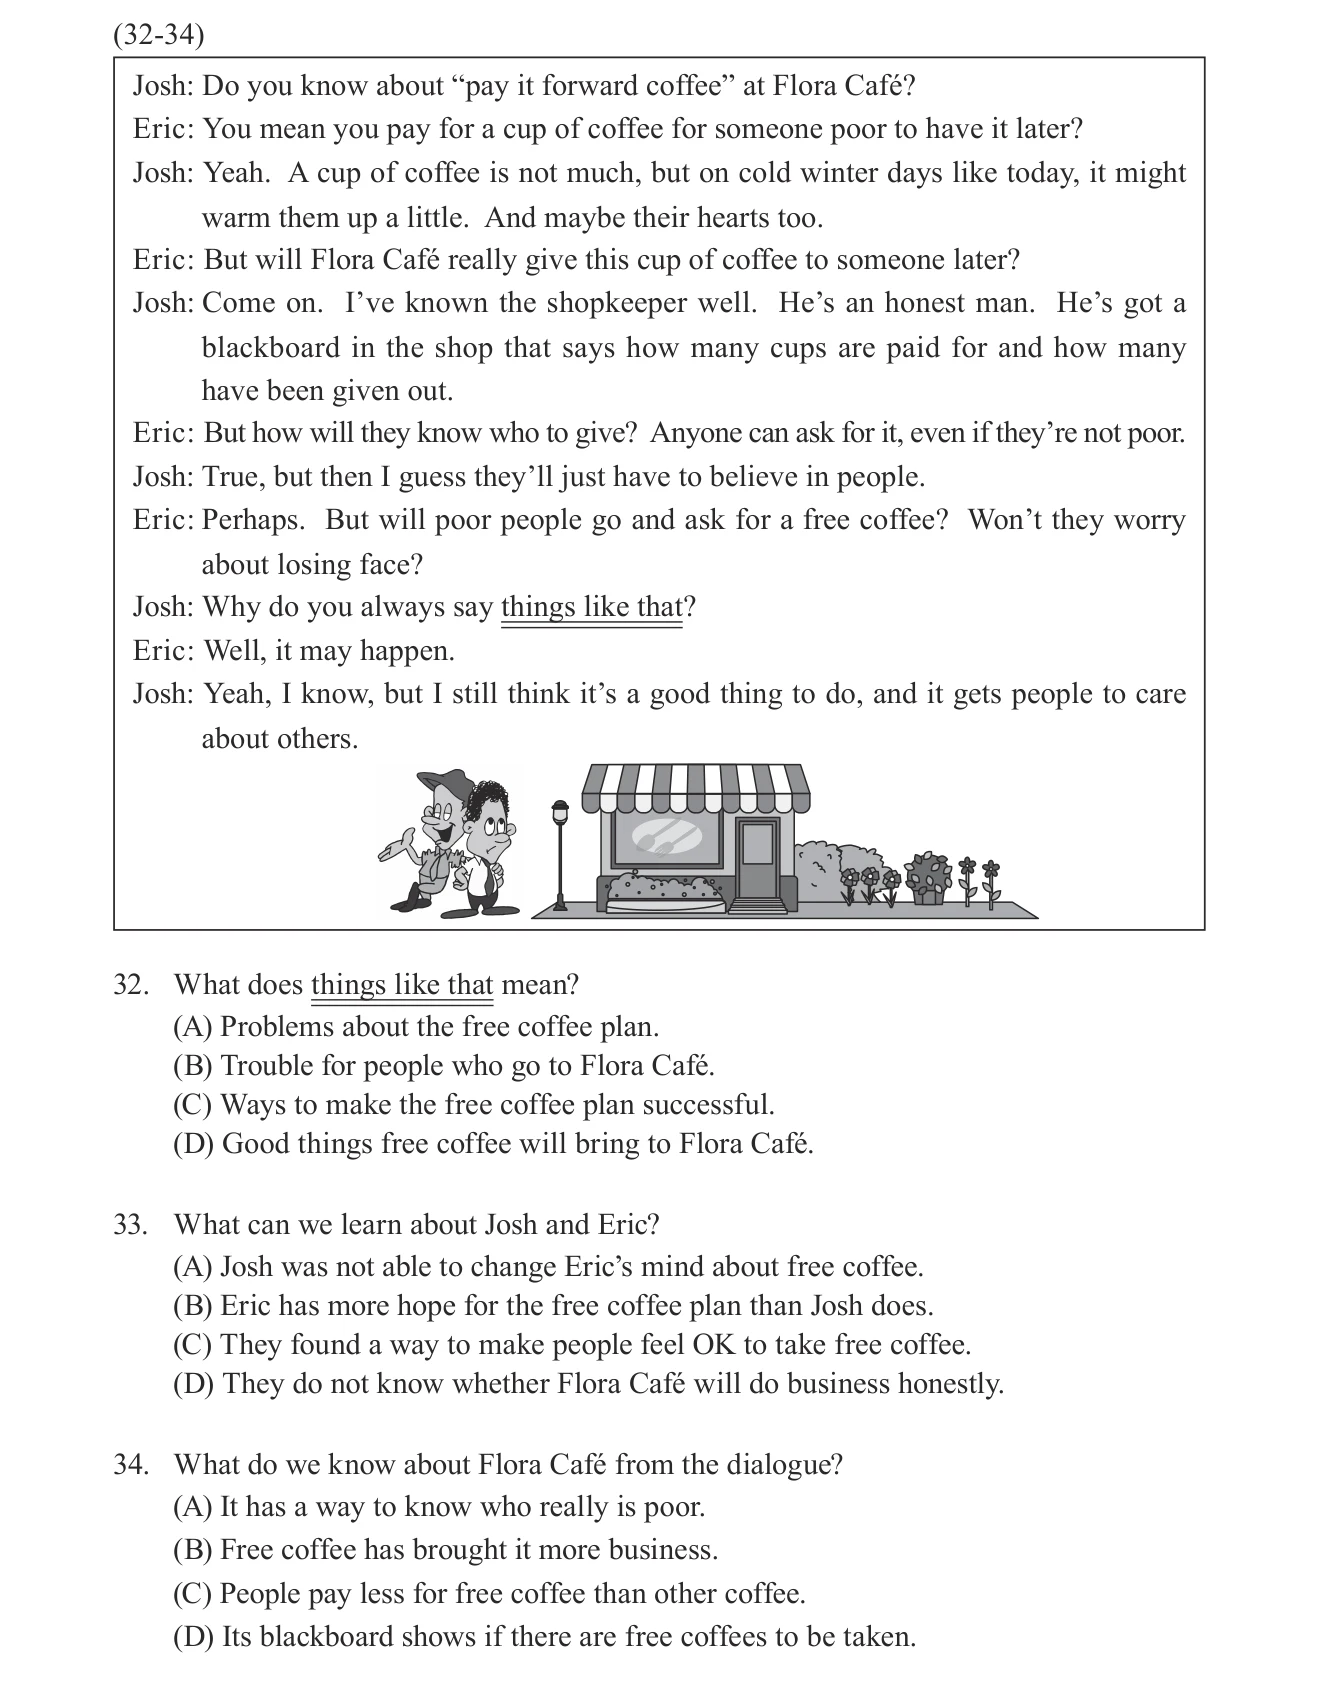 (32-34)
Josh: Do you know about “pay it forward coffee” at Flora Café?
Eric: You mean you pay for a cup of coffee for someone poor to have it later?
Josh: Yeah. A cup of coffee is not much, but on cold winter days like today, it might
warm them up a little. And maybe their hearts too.
Eric: But will Flora Café really give this cup of coffee to someone later?
Josh: Come on. I’ve known the shopkeeper well. He’s an honest man. He’s got a
blackboard in the shop that says how many cups are paid for and how many
have been given out.
Eric: But how will they know who to give? Anyone can ask for it, even if they’re not poor.
Josh: True, but then I guess they’ll just have to believe in people.
Eric: Perhaps. But will poor people go and ask for a free coffee? Won’t they worry
about losing face?
Josh: Why do you always say things like that?
Eric: Well, it may happen.
Josh: Yeah, I know, but I still think it’s a good thing to do, and it gets people to care
about others.
32. What does things like that mean?
(A) Problems about the free coffee plan.
(B) Trouble for people who go to Flora Café.
(C) Ways to make the free coffee plan successful.
(D) Good things free coffee will bring to Flora Café.
33. What can we learn about Josh and Eric?
(A) Josh was not able to change Eric’s mind about free coffee.
(B) Eric has more hope for the free coffee plan than Josh does.
(C) They found a way to make people feel OK to take free coffee.
(D) They do not know whether Flora Café will do business honestly.
34. What do we know about Flora Café from the dialogue?
(A) It has a way to know who really is poor.
(B) Free coffee has brought it more business.
(C) People pay less for free coffee than other coffee.
(D) Its blackboard shows if there are free coffees to be taken.